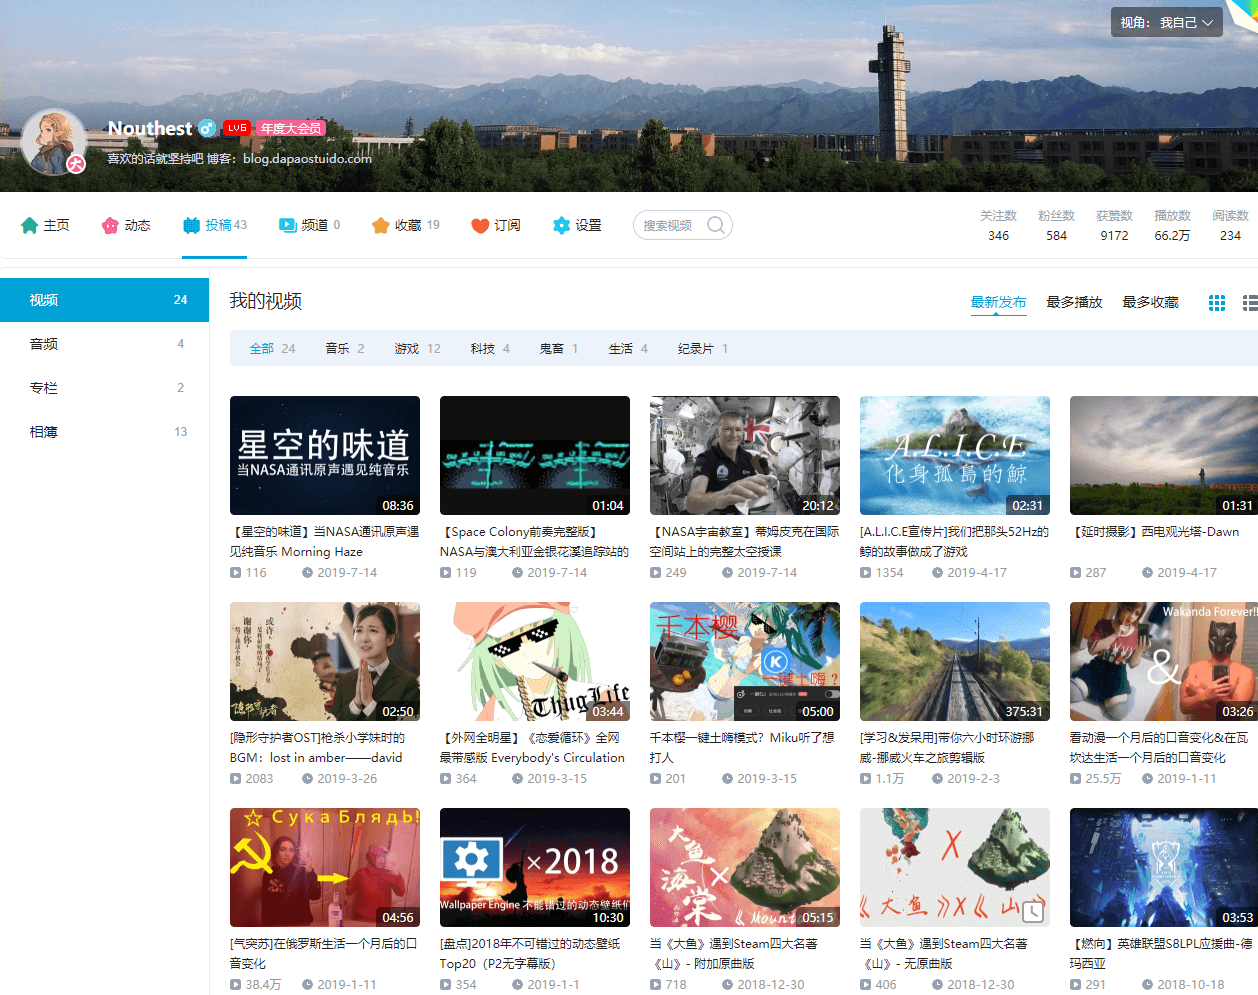 视角： 我自己
Nouthest LV6 年度大会员
喜欢的话就坚持吧 博客：blog.dapaostuido.com
主页 动态 投稿 43 频道 0 收藏 19 订阅 设置 搜索视频
关注数 粉丝数 获赞数 播放数 阅读数
346 584 9172 66.2万 234
视频 24
音频 4
专栏 2
相簿 13
我的视频 最新发布 最多播放 最多收藏
全部 24 音乐 2 游戏 12 科技 4 鬼畜 1 生活 4 纪录片 1
星空的味道
当NASA通讯原声遇见纯音乐
08:36
01:04
20:12
A.L.I.C.E
化身孤島的鲸
02:31
01:31
【星空的味道】当NASA通讯原声遇
见纯音乐 Morning Haze
116 2019-7-14
【Space Colony前奏完整版】
NASA与澳大利亚金银花溪追踪站的
119 2019-7-14
【NASA宇宙教室】蒂姆皮克在国际
空间站上的完整太空授课
249 2019-7-14
[A.L.I.C.E宣传片]我们把那头52Hz的
鲸的故事做成了游戏
1354 2019-4-17
【延时摄影】西电观光塔-Dawn
287 2019-4-17
或许，
谢谢你，
隐形守护者
02:50
ThugLife
03:44
千本樱
K
一键土嗨？
05:00
375:31
Wakanda Forever!!
&
03:26
[隐形守护者OST]枪杀小学妹时的
BGM：lost in amber——david
2083 2019-3-26
【外网全明星】《恋爱循环》全网
最带感版 Everybody's Circulation
364 2019-3-15
千本樱一键土嗨模式？Miku听了想
打人
201 2019-3-15
[学习&发呆用]带你六小时环游挪
威-挪威火车之旅剪辑版
1.1万 2019-2-3
看动漫一个月后的口音变化&在瓦
坎达生活一个月后的口音变化
25.5万 2019-1-11
Сука Блядь!
04:56
×2018
Wallpaper Engine 不能错过的动态壁纸们
10:30
大鱼海棠 × 《Mountain
05:15
《大鱼》X《山》
03:53
[气突苏]在俄罗斯生活一个月后的口
音变化
38.4万 2019-1-11
[盘点]2018年不可错过的动态壁纸
Top20（P2无字幕版）
354 2019-1-1
当《大鱼》遇到Steam四大名著
《山》- 附加原曲版
718 2018-12-30
当《大鱼》遇到Steam四大名著
《山》- 无原曲版
406 2018-12-30
【燃向】英雄联盟S8LPL应援曲-德
玛西亚
291 2018-10-18